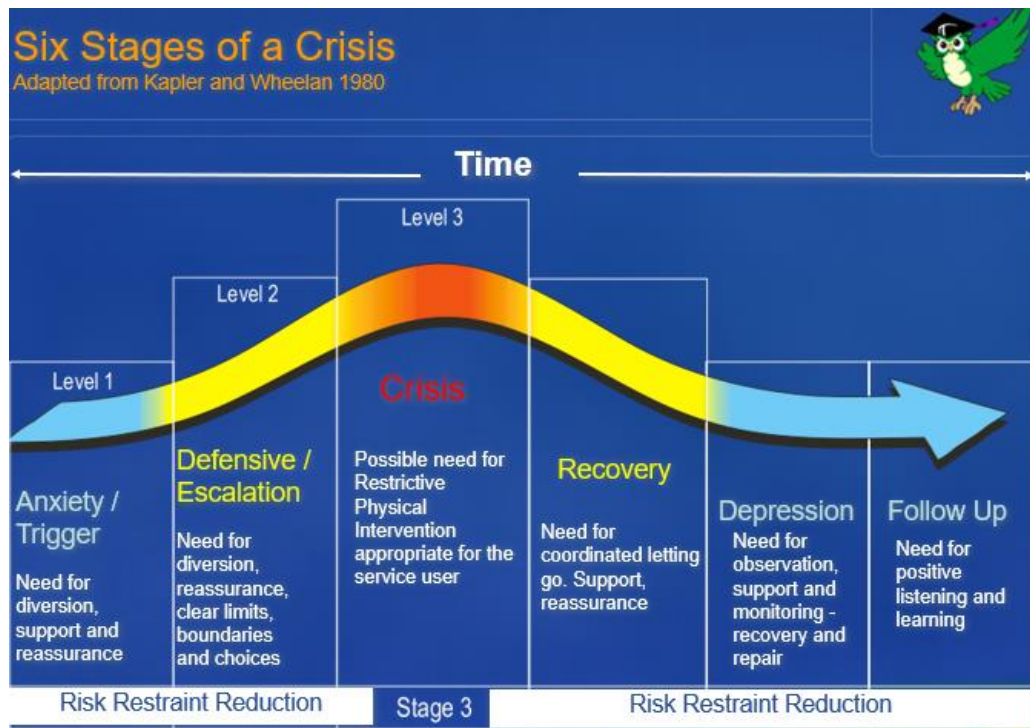 Six Stages of a Crisis
Adapted from Kapler and Wheelan 1980
Time
Level 1
Anxiety /
Trigger
Need for
diversion,
support and
reassurance
Level 2
Defensive /
Escalation
Need for
diversion,
reassurance,
clear limits,
boundaries
and choices
Level 3
Crisis
Possible need for
Restrictive
Physical
Intervention
appropriate for the
service user
Recovery
Need for
coordinated letting
go. Support,
reassurance
Depression
Need for
observation,
support and
monitoring -
recovery and
repair
Follow Up
Need for
positive
listening and
learning
Risk Restraint Reduction
Stage 3
Risk Restraint Reduction